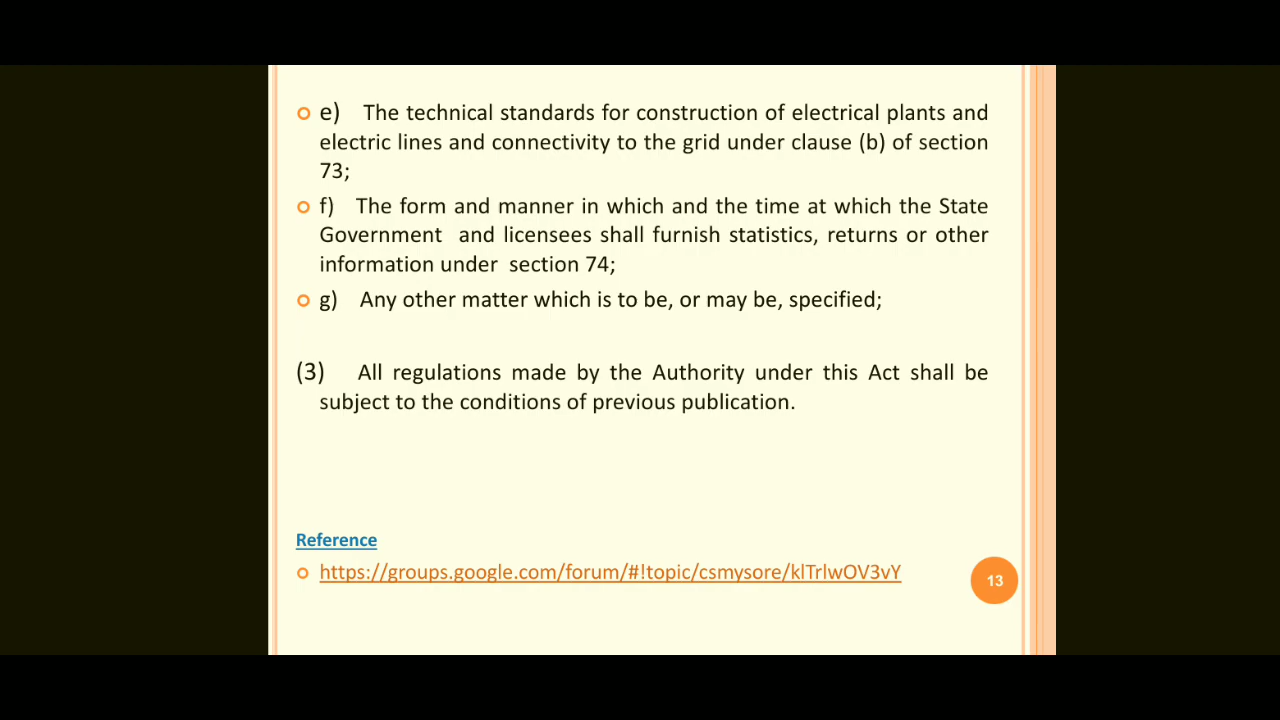 e) The technical standards for construction of electrical plants and
electric lines and connectivity to the grid under clause (b) of section
73;
f) The form and manner in which and the time at which the State
Government and licensees shall furnish statistics, returns or other
information under section 74;
g) Any other matter which is to be, or may be, specified;
(3) All regulations made by the Authority under this Act shall be
subject to the conditions of previous publication.
Reference
https://groups.google.com/forum/#!topic/csmysore/klTrlwOV3vY
13